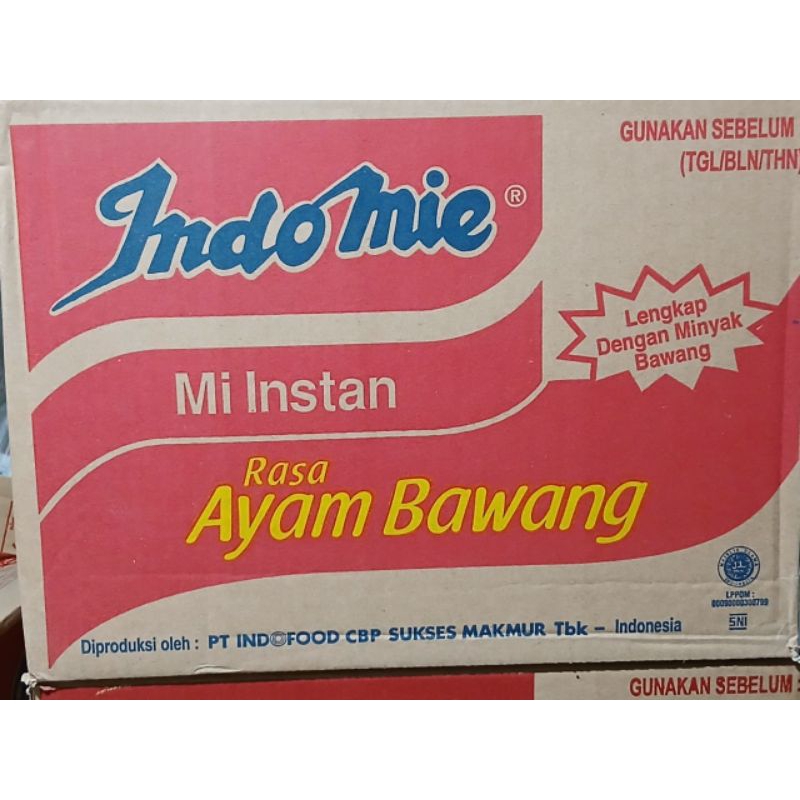 Indomie®
GUNAKAN SEBELUM
(TGL/BLN/THN)
Lengkap
Dengan Minyak
Bawang
Mi Instan
Rasa
Ayam Bawang
LPPOM :
SNI
Diproduksi oleh : PT INDOFOOD CBP SUKSES MAKMUR Tbk – Indonesia
GUNAKAN SEBELUM :